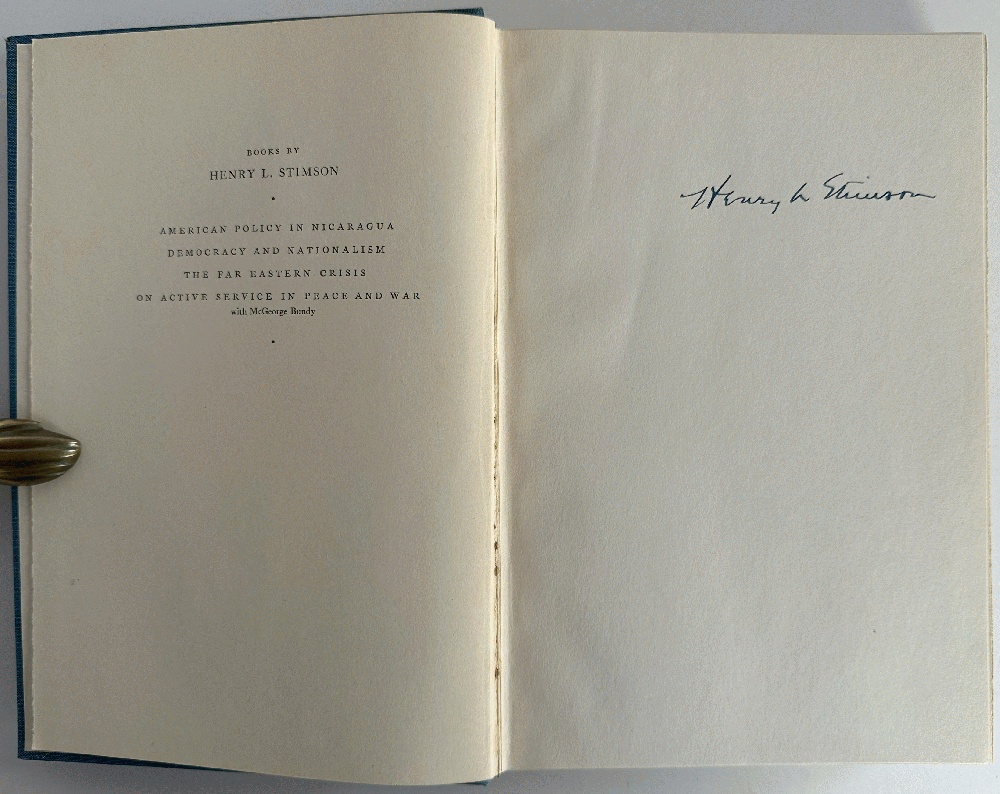 BOOKS BY
HENRY L. STIMSON
AMERICAN POLICY IN NICARAGUA
DEMOCRACY AND NATIONALISM
THE FAR EASTERN CRISIS
ON ACTIVE SERVICE IN PEACE AND WAR
with McGeorge Bundy
Henry L Stimson